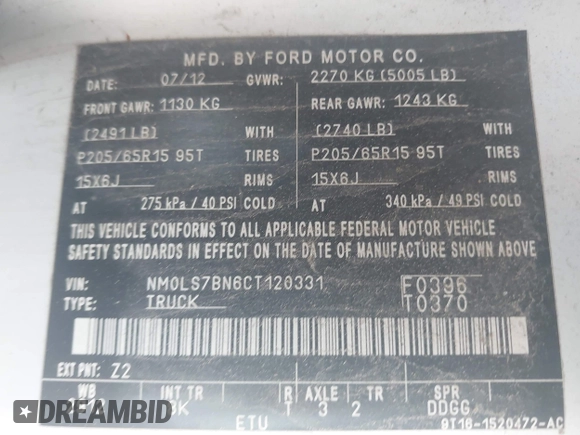 MFD. BY FORD MOTOR CO.
DATE: 07/12 GVWR: 2270 KG (5005 LB)
FRONT GAWR: 1130 KG REAR GAWR: 1243 KG
(2491 LB) WITH (2740 LB) WITH
P205/65R15 95T TIRES P205/65R15 95T TIRES
15X6J RIMS 15X6J RIMS
AT 275 kPa / 40 PSI COLD AT 340 kPa / 49 PSI COLD
THIS VEHICLE CONFORMS TO ALL APPLICABLE FEDERAL MOTOR VEHICLE
SAFETY STANDARDS IN EFFECT ON THE DATE OF MANUFACTURE SHOWN ABOVE
VIN: NM0LS7BN6CT120331 F0396
TYPE: TRUCK T0370
EXT PNT: Z2
WB INT TR R AXLE TR SPR
T 3 2 DDGG
ETU 9T16-1520472-AC
DREAMBID